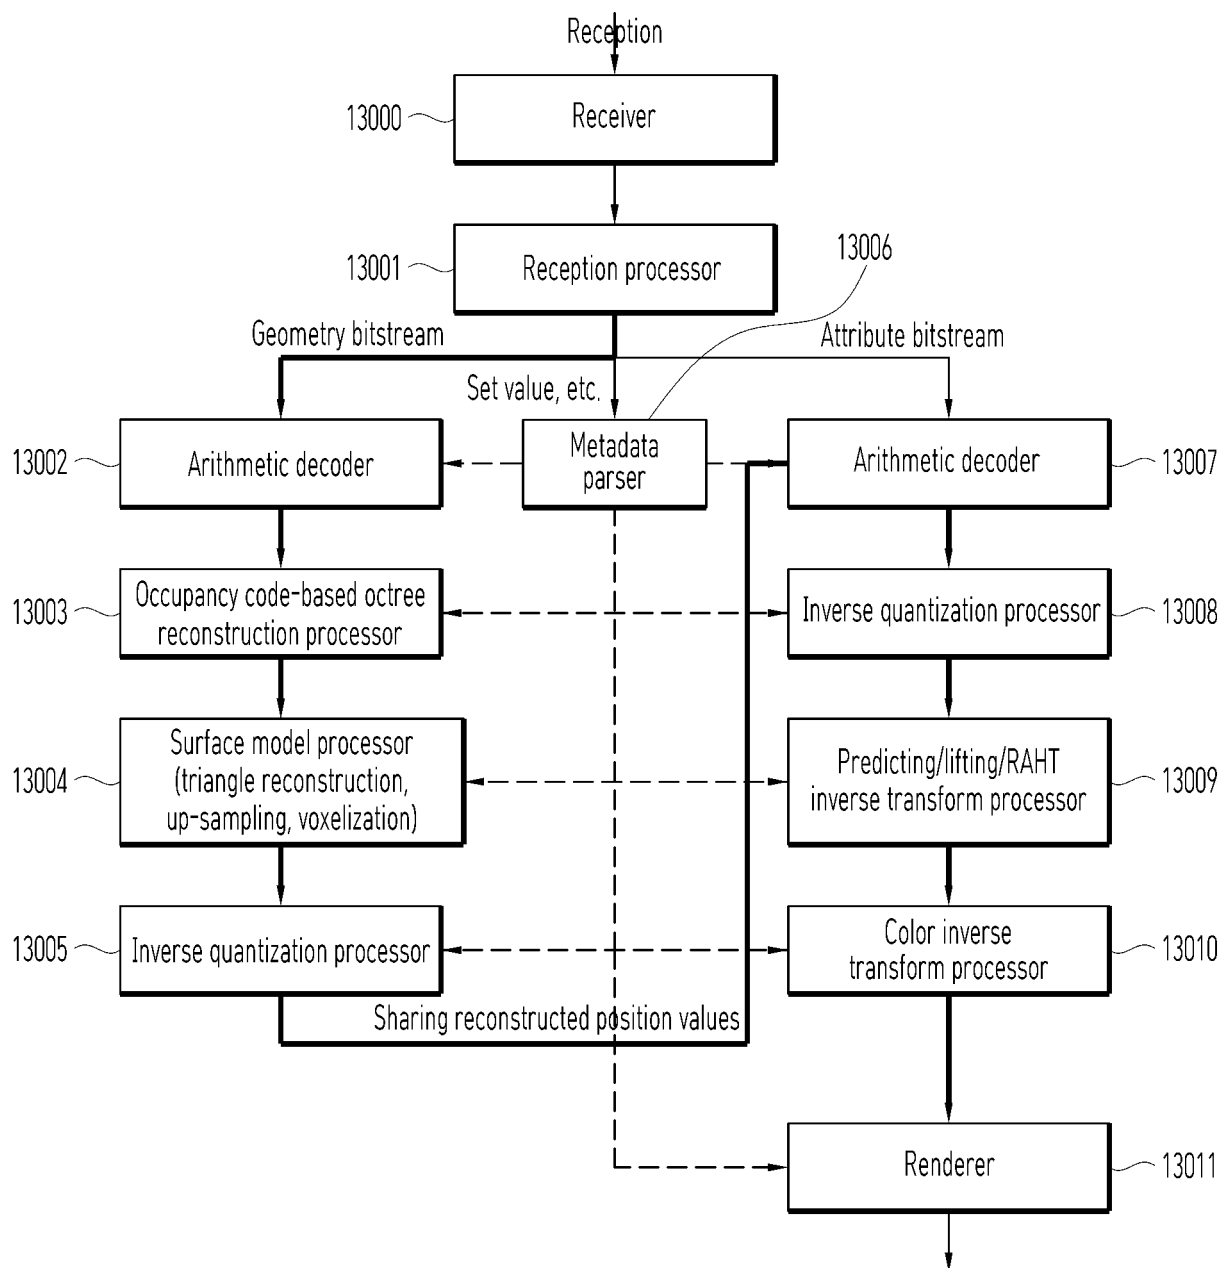 Reception
13000
Receiver
13001
Reception processor
13006
Geometry bitstream
Attribute bitstream
Set value, etc.
13002
Arithmetic decoder
Metadata
parser
Arithmetic decoder
13007
13003
Occupancy code-based octree
reconstruction processor
Inverse quantization processor
13008
13004
Surface model processor
(triangle reconstruction,
up-sampling, voxelization)
Predicting/lifting/RAHT
inverse transform processor
13009
13005
Inverse quantization processor
Color inverse
transform processor
13010
Sharing reconstructed position values
Renderer
13011